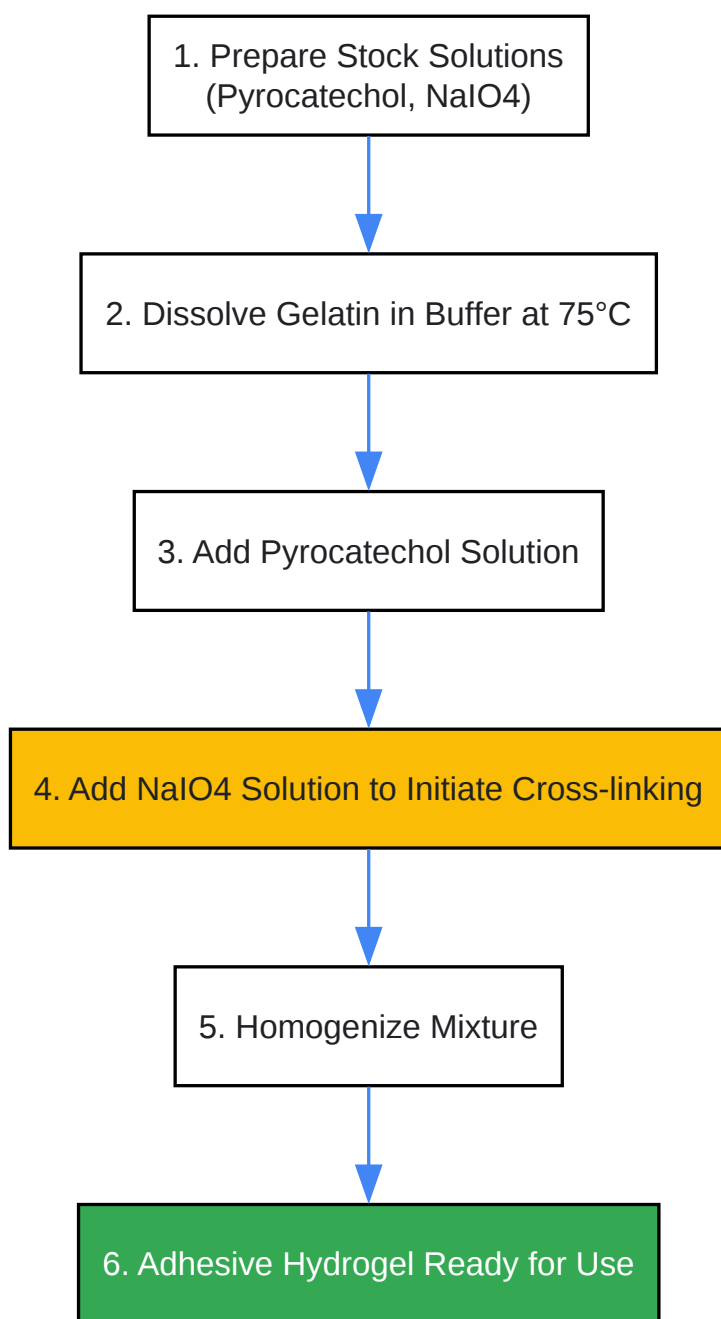 1. Prepare Stock Solutions
(Pyrocatechol, NaIO4)
2. Dissolve Gelatin in Buffer at 75°C
3. Add Pyrocatechol Solution
4. Add NaIO4 Solution to Initiate Cross-linking
5. Homogenize Mixture
6. Adhesive Hydrogel Ready for Use